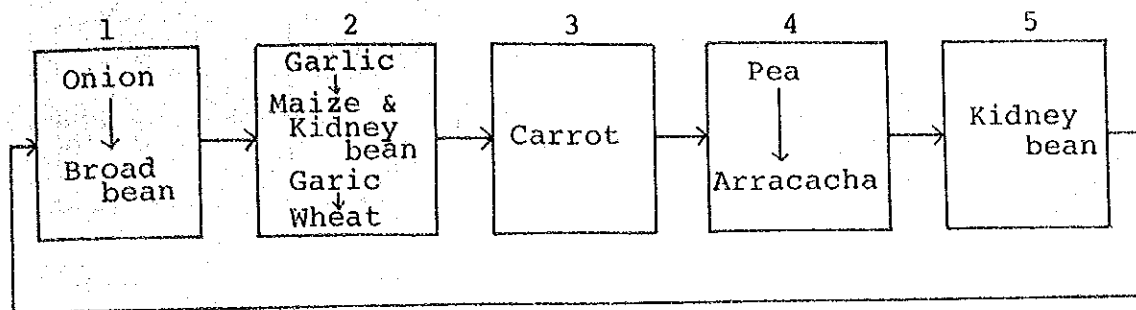 1
2
3
4
5
Onion
Broad
bean
Garlic
Maize &
Kidney
bean
Garic
Wheat
Carrot
Pea
Arracacha
Kidney
bean